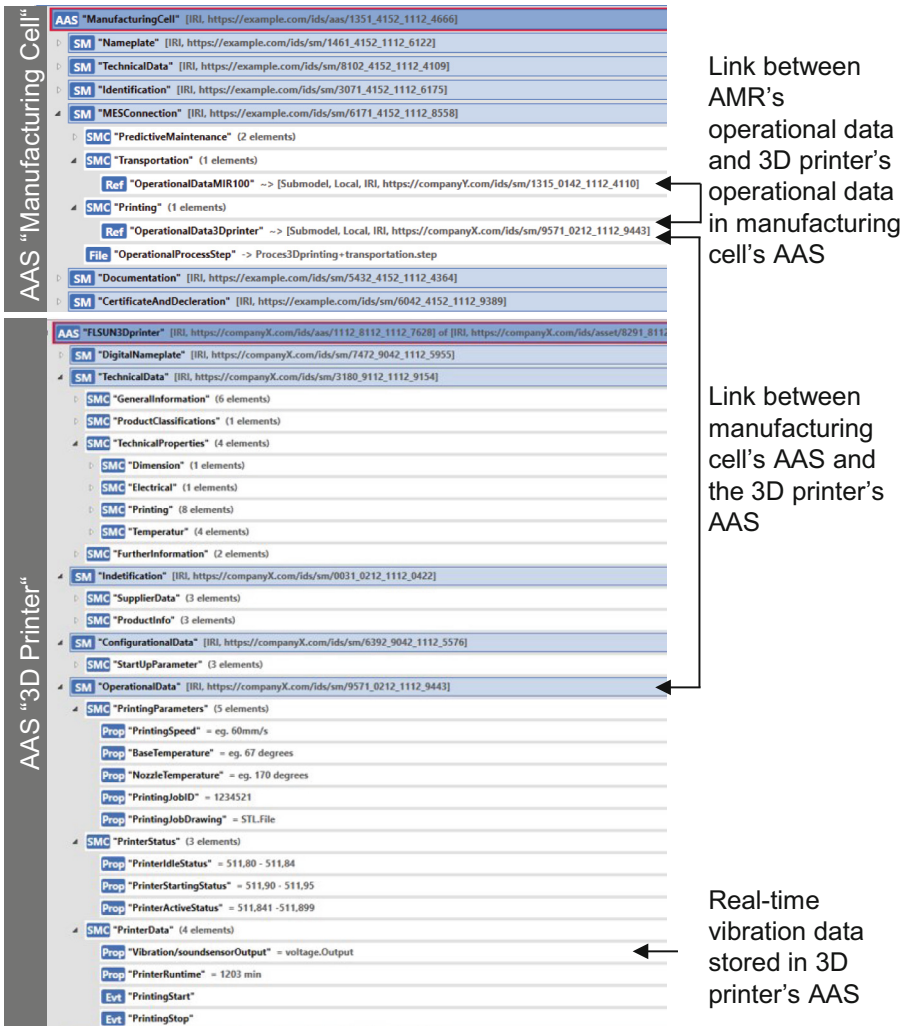 AAS "Manufacturing Cell"
AAS "ManufacturingCell" [IRI, https://example.com/ids/aas/1351_4152_1112_4666]
SM "Nameplate" [IRI, https://example.com/ids/sm/1461_4152_1112_6122]
SM "TechnicalData" [IRI, https://example.com/ids/sm/8102_4152_1112_4109]
SM "Identification" [IRI, https://example.com/ids/sm/3071_4152_1112_6175]
SM "MESConnection" [IRI, https://example.com/ids/sm/6171_4152_1112_8558]
SMC "PredictiveMaintenance" (2 elements)
SMC "Transportation" (1 elements)
Ref "OperationalDataMIR100" ~> [Submodel, Local, IRI, https://companyY.com/ids/sm/1315_0142_1112_4110]
SMC "Printing" (1 elements)
Ref "OperationalData3Dprinter" ~> [Submodel, Local, IRI, https://companyX.com/ids/sm/9571_0212_1112_9443]
File "OperationalProcessStep" -> Proces3Dprinting+transportation.step
SM "Documentation" [IRI, https://example.com/ids/sm/5432_4152_1112_4364]
SM "CertificateAndDecleration" [IRI, https://example.com/ids/sm/6042_4152_1112_9389]
Link between
AMR's
operational data
and 3D printer's
operational data
in manufacturing
cell's AAS
AAS "3D Printer"
AAS "FLSUN3Dprinter" [IRI, https://companyX.com/ids/aas/1112_8112_1112_7628] of [IRI, https://companyX.com/ids/asset/8291_8112
SM "DigitalNameplate" [IRI, https://companyX.com/ids/sm/7472_9042_1112_5955]
SM "TechnicalData" [IRI, https://companyX.com/ids/sm/3180_9112_1112_9154]
SMC "GeneralInformation" (6 elements)
SMC "ProductClassifications" (1 elements)
SMC "TechnicalProperties" (4 elements)
SMC "Dimension" (1 elements)
SMC "Electrical" (1 elements)
SMC "Printing" (8 elements)
SMC "Temperatur" (4 elements)
SMC "FurtherInformation" (2 elements)
SM "Indetification" [IRI, https://companyX.com/ids/sm/0031_0212_1112_0422]
SMC "SupplierData" (3 elements)
SMC "ProductInfo" (3 elements)
SM "ConfigurationalData" [IRI, https://companyX.com/ids/sm/6392_9042_1112_5576]
SMC "StartUpParameter" (3 elements)
SM "OperationalData" [IRI, https://companyX.com/ids/sm/9571_0212_1112_9443]
SMC "PrintingParameters" (5 elements)
Prop "PrintingSpeed" = eg. 60mm/s
Prop "BaseTemperature" = eg. 67 degrees
Prop "NozzleTemperature" = eg. 170 degrees
Prop "PrintingJobID" = 1234521
Prop "PrintingJobDrawing" = STL.File
SMC "PrinterStatus" (3 elements)
Prop "PrinterIdleStatus" = 511,80 - 511,84
Prop "PrinterStartingStatus" = 511,90 - 511,95
Prop "PrinterActiveStatus" = 511,841 -511,899
SMC "PrinterData" (4 elements)
Prop "Vibration/soundsensorOutput" = voltage.Output
Prop "PrinterRuntime" = 1203 min
Evt "PrintingStart"
Evt "PrintingStop"
Link between
manufacturing
cell's AAS and
the 3D printer's
AAS
Real-time
vibration data
stored in 3D
printer's AAS